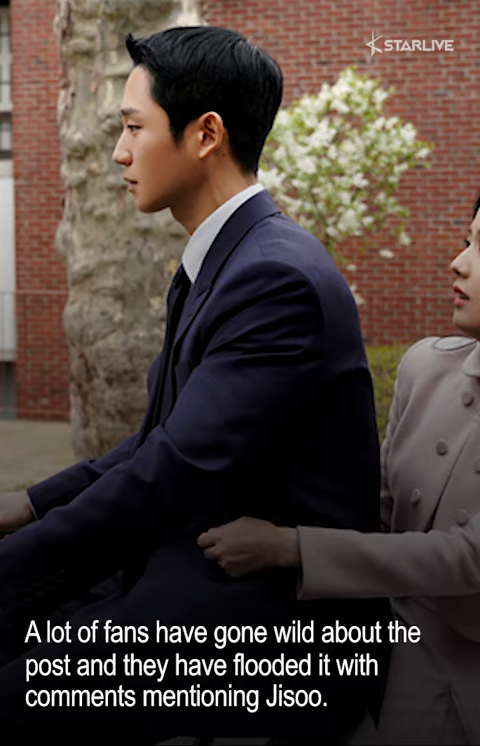 STARLIVE
A lot of fans have gone wild about the
post and they have flooded it with
comments mentioning Jisoo.